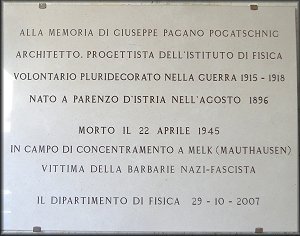 ALLA MEMORIA DI GIUSEPPE PAGANO POGATSCHNIG
ARCHITETTO, PROGETTISTA DELL'ISTITUTO DI FISICA
VOLONTARIO PLURIDECORATO NELLA GUERRA 1915 - 1918
NATO A PARENZO D'ISTRIA NELL'AGOSTO 1896
MORTO IL 22 APRILE 1945
IN CAMPO DI CONCENTRAMENTO A MELK (MAUTHAUSEN)
VITTIMA DELLA BARBARIE NAZI-FASCISTA
IL DIPARTIMENTO DI FISICA 29 - 10 - 2007